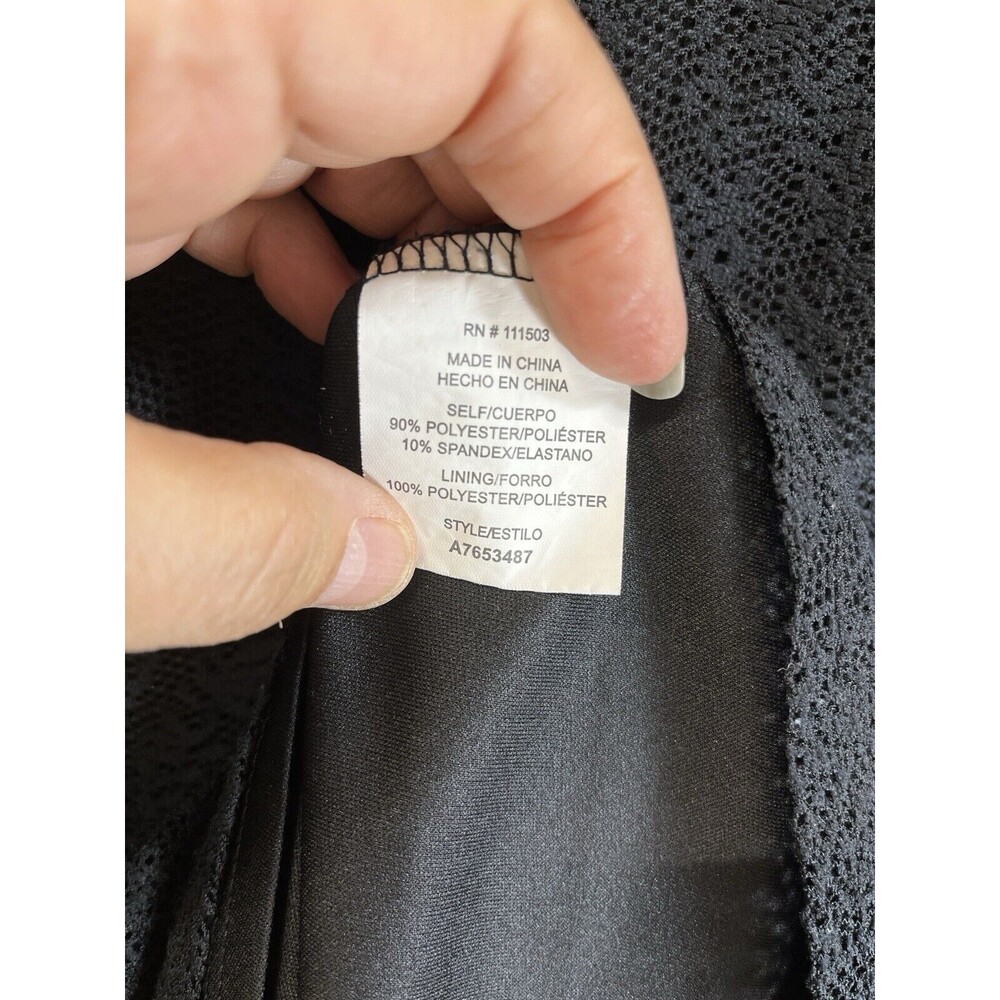 RN # 111503
MADE IN CHINA
HECHO EN CHINA
SELF/CUERPO
90% POLYESTER/POLIÉSTER
10% SPANDEX/ELASTANO
LINING/FORRO
100% POLYESTER/POLIÉSTER
STYLE/ESTILO
A7653487